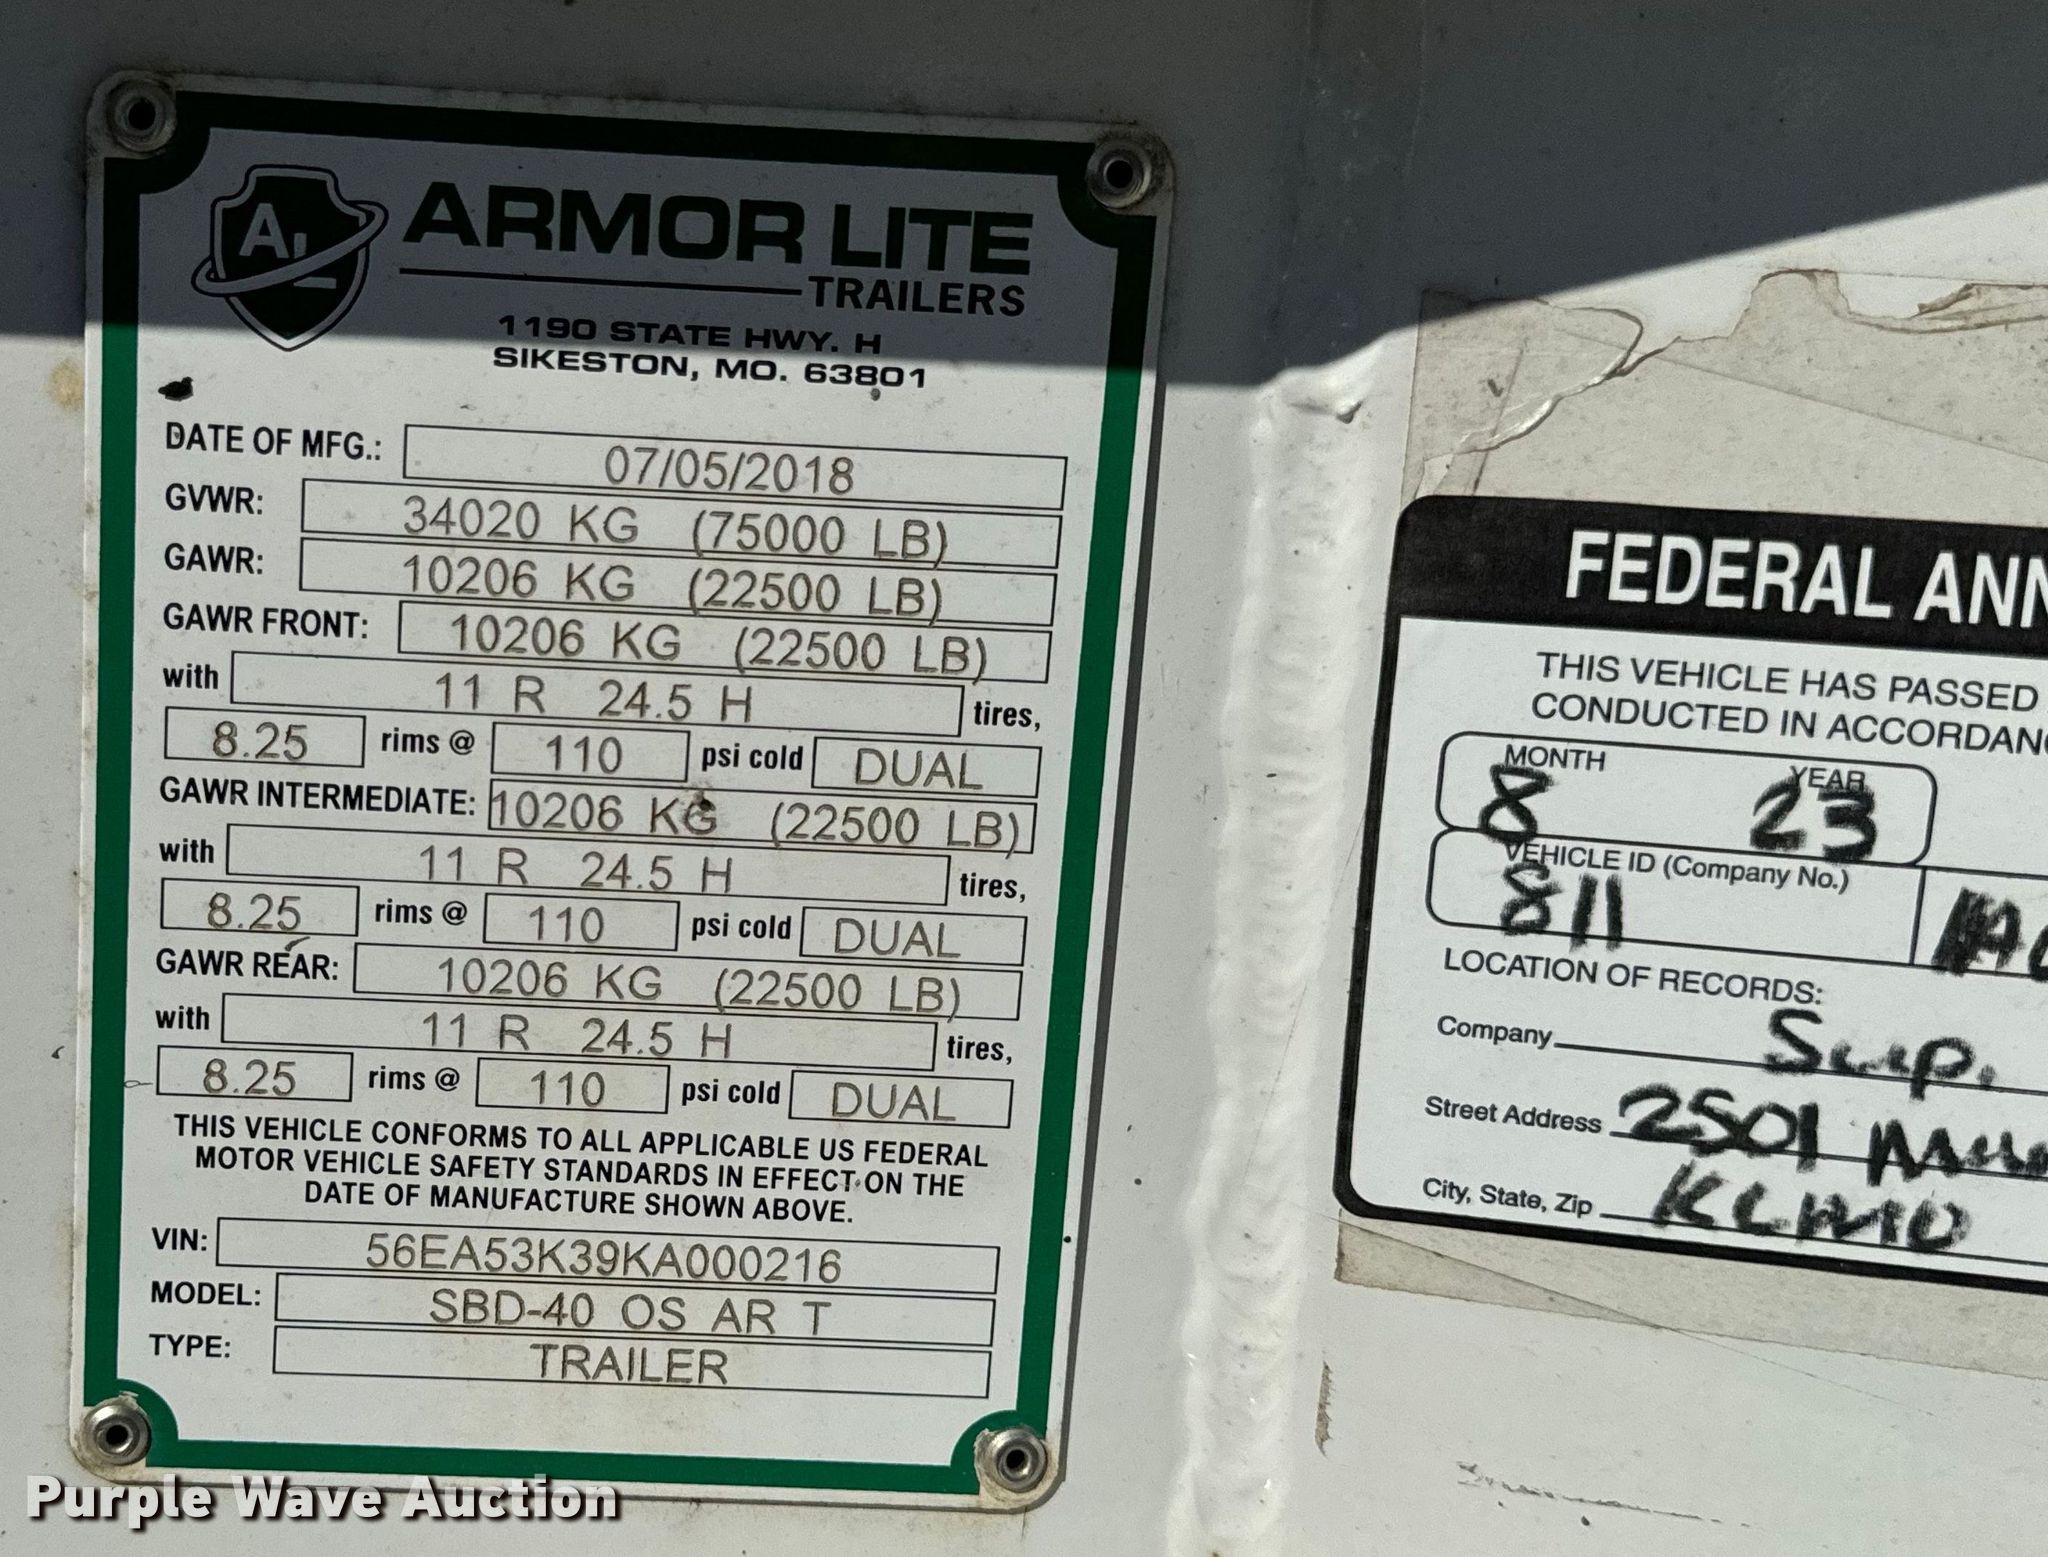 AL
ARMOR LITE
TRAILERS
1190 STATE HWY. H
SIKESTON, MO. 63801
DATE OF MFG.: 07/05/2018
GVWR: 34020 KG (75000 LB)
GAWR: 10206 KG (22500 LB)
GAWR FRONT: 10206 KG (22500 LB)
with 11 R 24.5 H tires,
8.25 rims @ 110 psi cold DUAL
GAWR INTERMEDIATE: 10206 KG (22500 LB)
with 11 R 24.5 H tires,
8.25 rims @ 110 psi cold DUAL
GAWR REAR: 10206 KG (22500 LB)
with 11 R 24.5 H tires,
8.25 rims @ 110 psi cold DUAL
THIS VEHICLE CONFORMS TO ALL APPLICABLE US FEDERAL
MOTOR VEHICLE SAFETY STANDARDS IN EFFECT ON THE
DATE OF MANUFACTURE SHOWN ABOVE.
VIN: 56EA53K39KA000216
MODEL: SBD-40 OS AR T
TYPE: TRAILER
FEDERAL ANN
THIS VEHICLE HAS PASSED
CONDUCTED IN ACCORDANC
MONTH YEAR
8 23
VEHICLE ID (Company No.)
811
LOCATION OF RECORDS:
Company Sup.
Street Address 2501
City, State, Zip KCMO
Purple Wave Auction